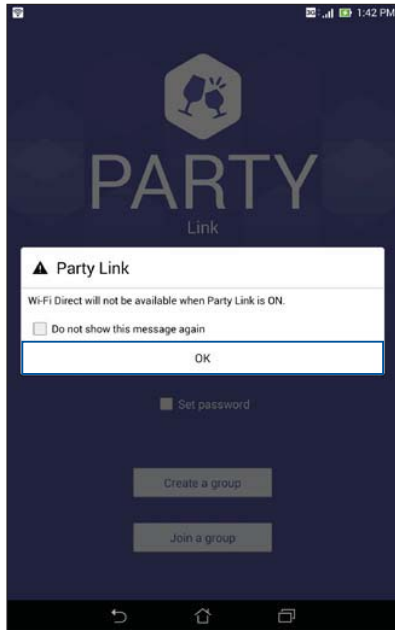 3G 1:42 PM
PARTY
Link
Party Link
Wi-Fi Direct will not be available when Party Link is ON.
Do not show this message again
OK
Set password
Create a group
Join a group